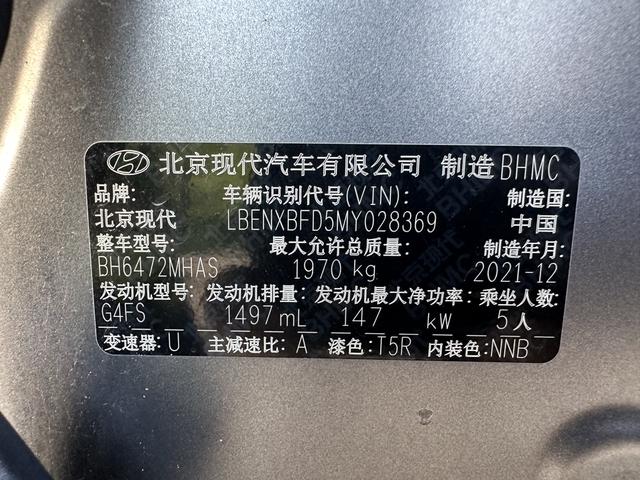 北京现代汽车有限公司 制造 BHMC
品牌: 车辆识别代号(VIN): 制造国:
北京现代 LBENXBFD5MY028369 中国
整车型号: 最大允许总质量: 制造年月:
BH6472MHAS 1970 kg 2021-12
发动机型号: 发动机排量: 发动机最大净功率: 乘坐人数:
G4FS 1497 mL 147 kW 5人
变速器: U 主减速比: A 漆色: T5R 内装色: NNB